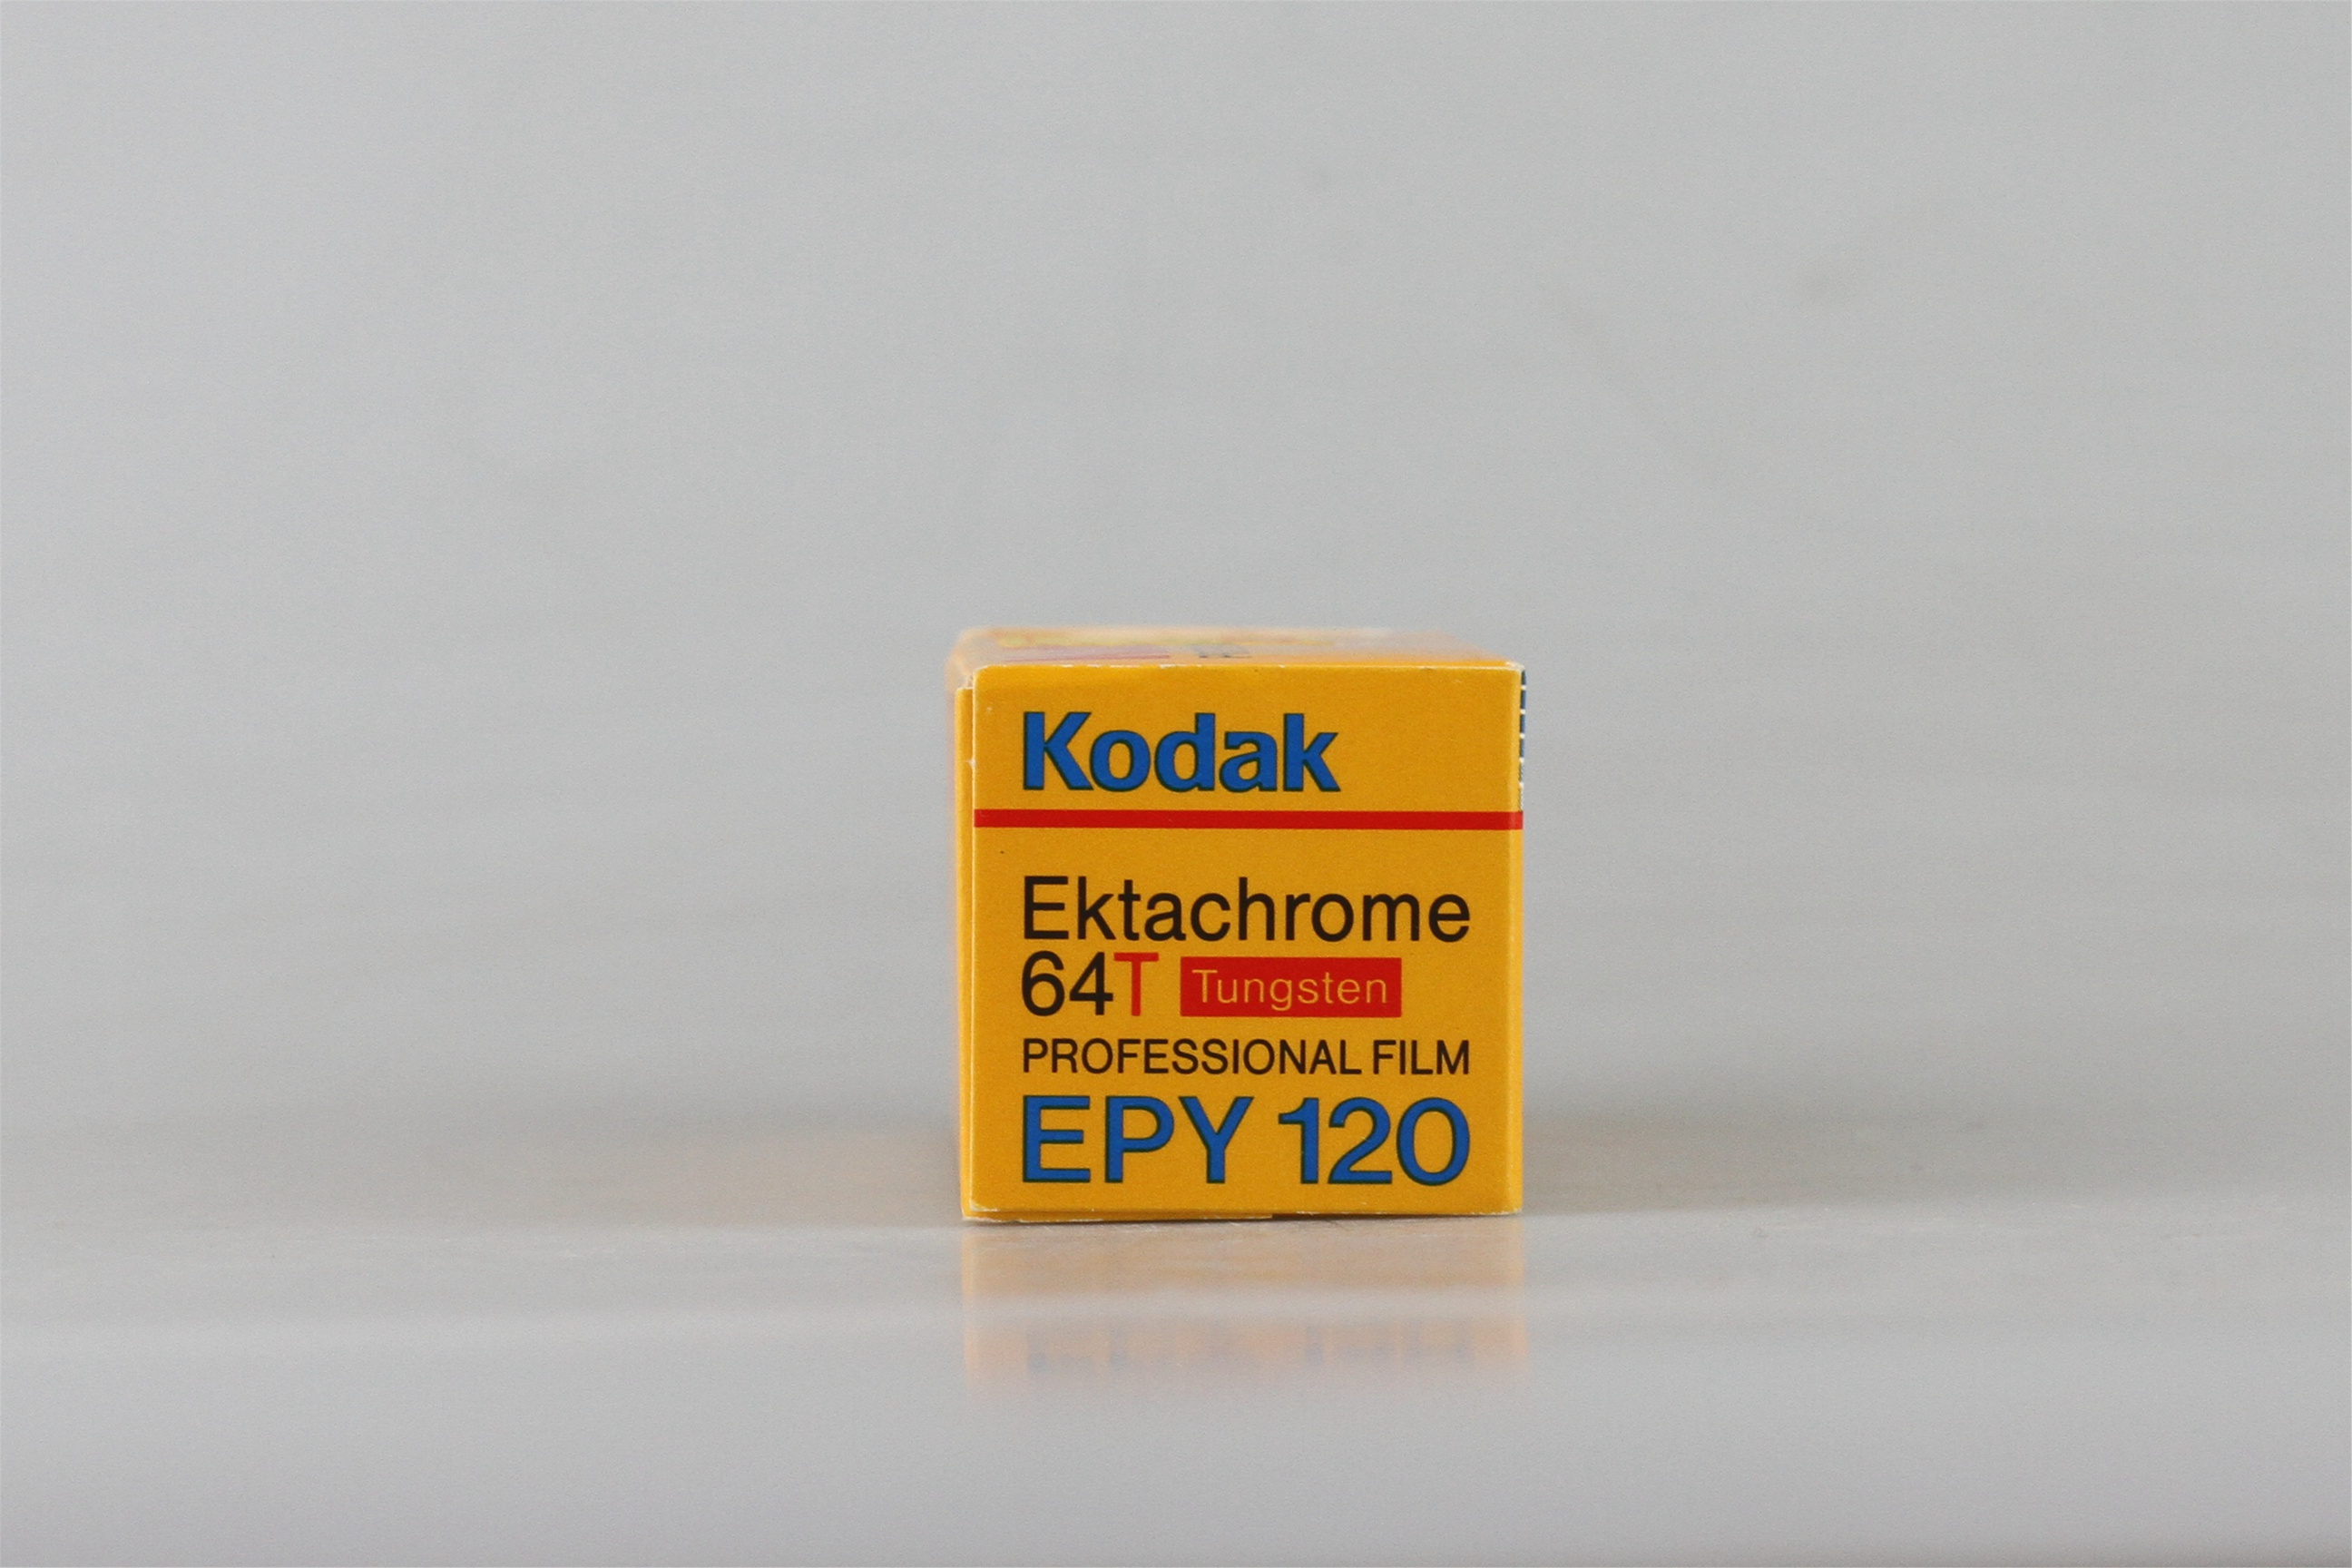 Kodak
Ektachrome
64T Tungsten
PROFESSIONAL FILM
EPY 120